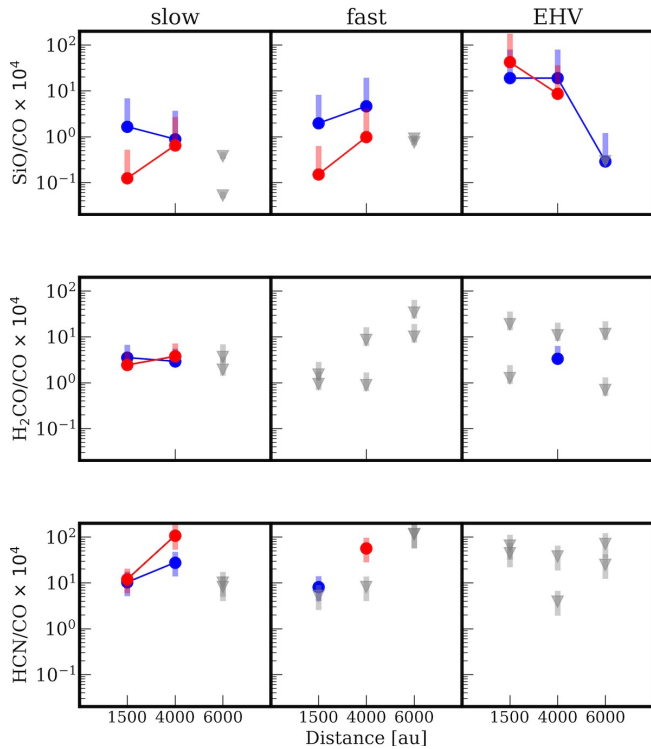 slow fast EHV
SiO/CO × 10⁴
10² 10¹ 10⁰ 10⁻¹
H₂CO/CO × 10⁴
10² 10¹ 10⁰ 10⁻¹
HCN/CO × 10⁴
10² 10¹ 10⁰ 10⁻¹
1500 4000 6000 1500 4000 6000 1500 4000 6000
Distance [au]